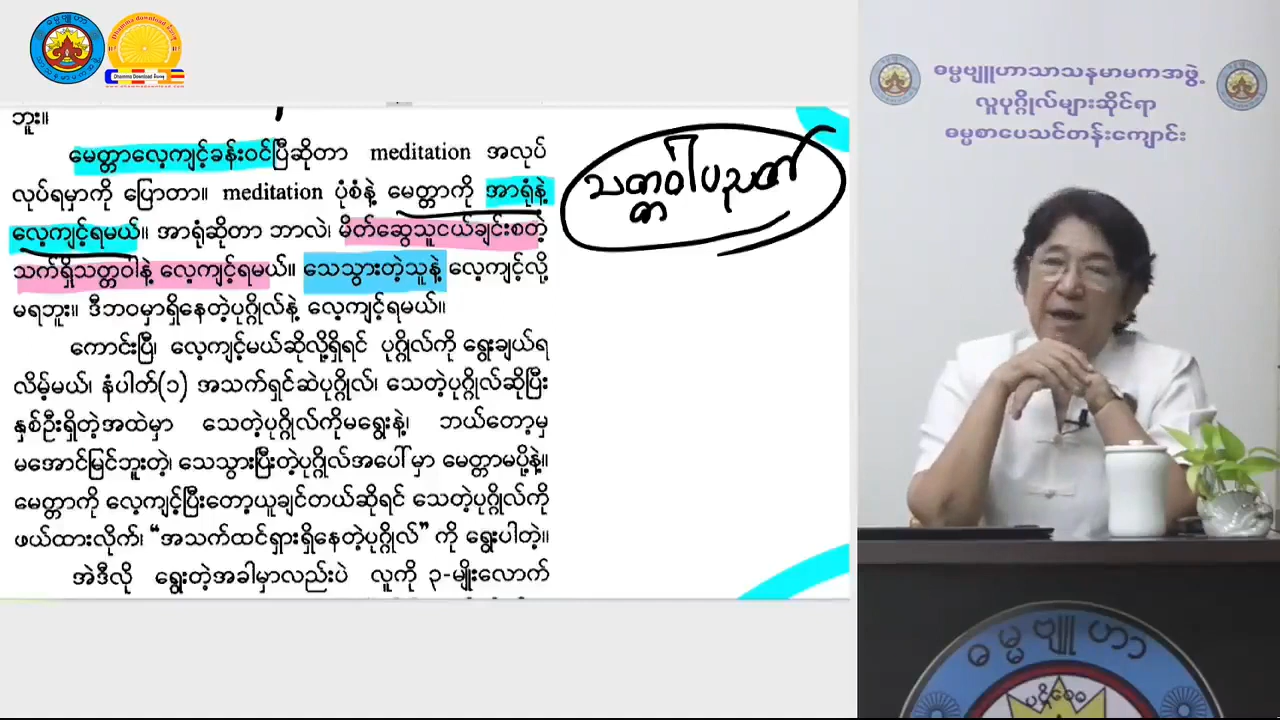 ဘူး။
မေတ္တာလေ့ကျင့်ခန်းဝင်ပြီဆိုတာ meditation အလုပ်
လုပ်ရမှာကို ပြောတာ။ meditation ပုံစံနဲ့ မေတ္တာကို အာရုံနဲ့
လေ့ကျင့်ရမယ်။ အာရုံဆိုတာ ဘာလဲ၊ မိတ်ဆွေသူငယ်ချင်းစတဲ့
သက်ရှိသတ္တဝါနဲ့ လေ့ကျင့်ရမယ်။ သေသွားတဲ့သူနဲ့ လေ့ကျင့်လို့
မရဘူး။ ဒီဘဝမှာရှိနေတဲ့ပုဂ္ဂိုလ်နဲ့ လေ့ကျင့်ရမယ်။
ကောင်းပြီ၊ လေ့ကျင့်မယ်ဆိုလို့ရှိရင် ပုဂ္ဂိုလ်ကို ရွေးချယ်ရ
လိမ့်မယ်၊ နံပါတ်(၁) အသက်ရှင်ဆဲပုဂ္ဂိုလ်၊ သေတဲ့ပုဂ္ဂိုလ်ဆိုပြီး
နှစ်ဦးရှိတဲ့အထဲမှာ သေတဲ့ပုဂ္ဂိုလ်ကိုမရွေးနဲ့၊ ဘယ်တော့မှ
မအောင်မြင်ဘူးတဲ့၊ သေသွားပြီးတဲ့ပုဂ္ဂိုလ်အပေါ်မှာ မေတ္တာမပို့နဲ့။
မေတ္တာကို လေ့ကျင့်ပြီးတော့ယူချင်တယ်ဆိုရင် သေတဲ့ပုဂ္ဂိုလ်ကို
ဖယ်ထားလိုက်၊ “အသက်ထင်ရှားရှိနေတဲ့ပုဂ္ဂိုလ်” ကို ရွေးပါတဲ့။
အဲဒီလို ရွေးတဲ့အခါမှာလည်းပဲ လူကို ၃-မျိုးလောက်
သတ္တဝါပညတ်
ဓမ္မဗျူဟာသာသနမာမကအဖွဲ့
လူပုဂ္ဂိုလ်များဆိုင်ရာ
ဓမ္မစာပေသင်တန်းကျောင်း
ဓမ္မဗျူဟာ
ပဋိဝေဓ